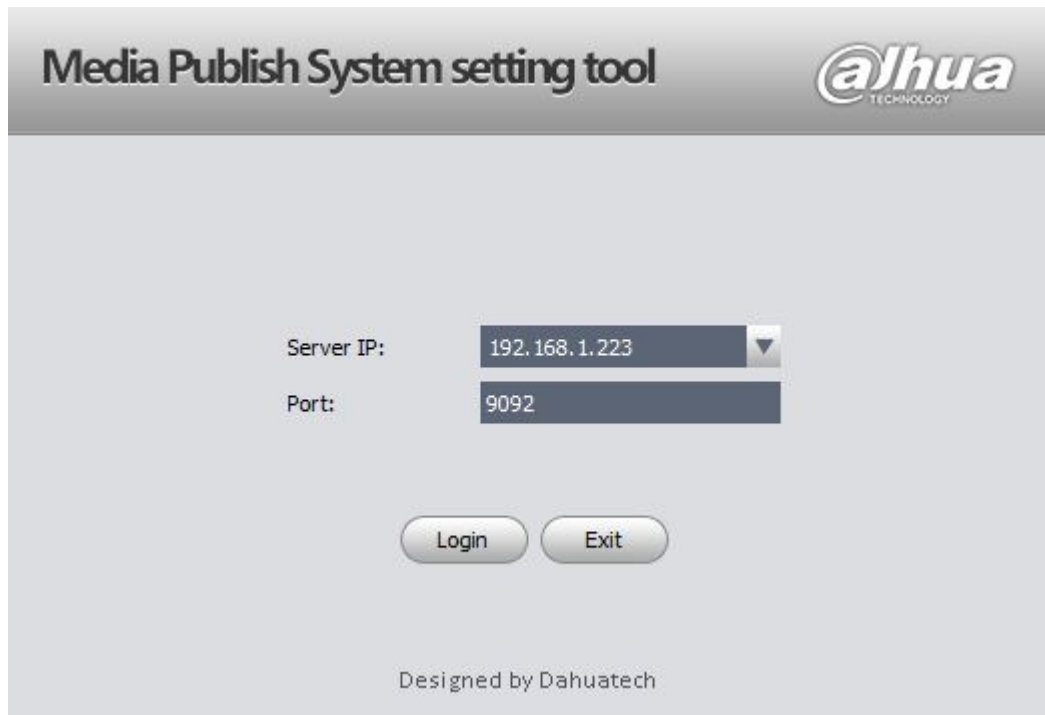 Media Publish System setting tool
alhua
TECHNOLOGY
Server IP:
192.168.1.223
Port:
9092
Login
Exit
Designed by Dahuatech